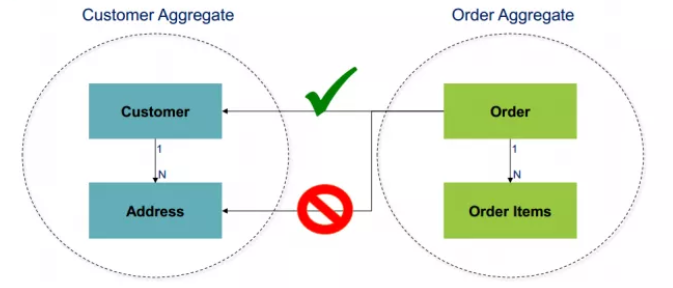 Customer Aggregate
Order Aggregate
Customer
Order
1
1
N
N
Address
Order Items